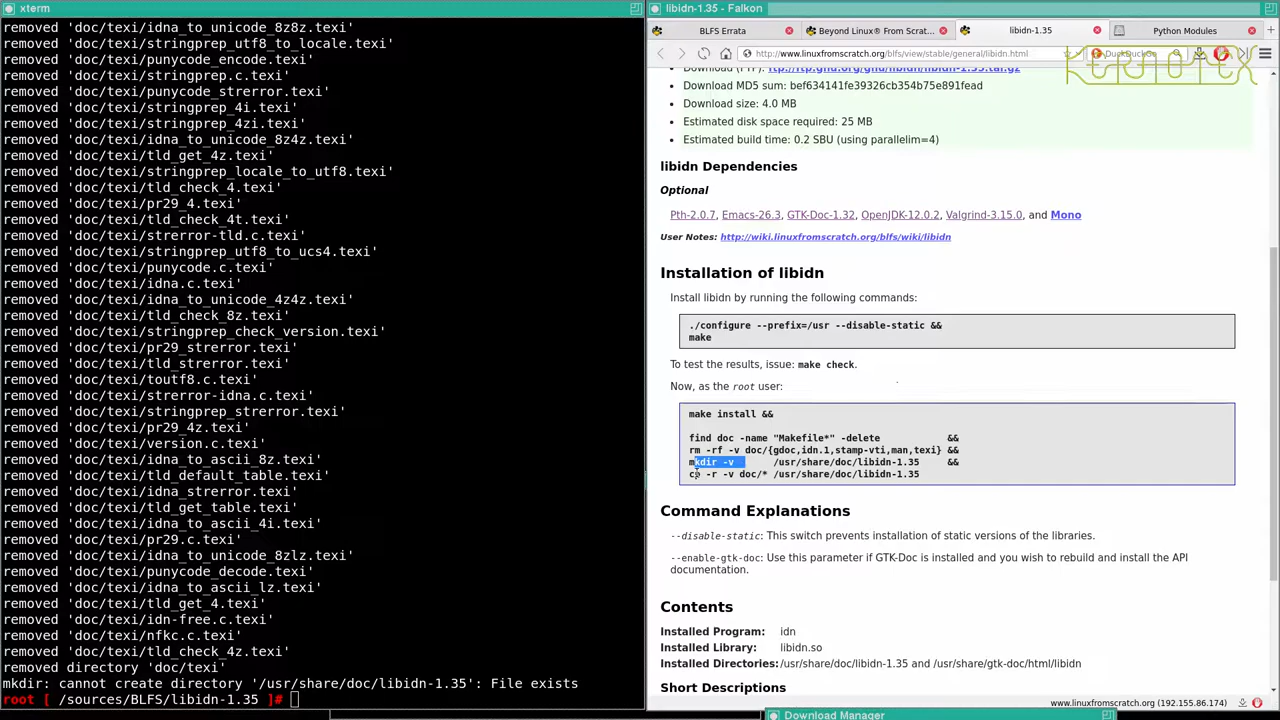 xterm
removed 'doc/texi/idna_to_unicode_8z8z.texi'
removed 'doc/texi/stringprep_utf8_to_locale.texi'
removed 'doc/texi/punycode_encode.texi'
removed 'doc/texi/stringprep.c.texi'
removed 'doc/texi/punycode_strerror.texi'
removed 'doc/texi/stringprep_4i.texi'
removed 'doc/texi/stringprep_4zi.texi'
removed 'doc/texi/idna_to_unicode_8z4z.texi'
removed 'doc/texi/tld_get_4z.texi'
removed 'doc/texi/stringprep_locale_to_utf8.texi'
removed 'doc/texi/tld_check_4.texi'
removed 'doc/texi/pr29_4.texi'
removed 'doc/texi/tld_check_4t.texi'
removed 'doc/texi/strerror-tld.c.texi'
removed 'doc/texi/stringprep_utf8_to_ucs4.texi'
removed 'doc/texi/punycode.c.texi'
removed 'doc/texi/idna.c.texi'
removed 'doc/texi/idna_to_unicode_4z4z.texi'
removed 'doc/texi/tld_check_8z.texi'
removed 'doc/texi/stringprep_check_version.texi'
removed 'doc/texi/pr29_strerror.texi'
removed 'doc/texi/tld_strerror.texi'
removed 'doc/texi/toutf8.c.texi'
removed 'doc/texi/strerror-idna.c.texi'
removed 'doc/texi/stringprep_strerror.texi'
removed 'doc/texi/pr29_4z.texi'
removed 'doc/texi/version.c.texi'
removed 'doc/texi/idna_to_ascii_8z.texi'
removed 'doc/texi/tld_default_table.texi'
removed 'doc/texi/idna_strerror.texi'
removed 'doc/texi/tld_get_table.texi'
removed 'doc/texi/idna_to_ascii_4i.texi'
removed 'doc/texi/pr29.c.texi'
removed 'doc/texi/idna_to_unicode_8zlz.texi'
removed 'doc/texi/punycode_decode.texi'
removed 'doc/texi/idna_to_ascii_lz.texi'
removed 'doc/texi/tld_get_4.texi'
removed 'doc/texi/idn-free.c.texi'
removed 'doc/texi/nfkc.c.texi'
removed 'doc/texi/tld_check_4z.texi'
removed directory 'doc/texi'
mkdir: cannot create directory '/usr/share/doc/libidn-1.35': File exists
root [ /sources/BLFS/libidn-1.35 ]#
libidn-1.35 - Falkon
BLFS Errata
Beyond Linux® From Scrat...
libidn-1.35
Python Modules
http://www.linuxfromscratch.org/blfs/view/stable/general/libidn.html
DuckDuckGo
KERNOTEX
Download (FTP): ftp://ftp.gnu.org/gnu/libidn/libidn-1.35.tar.gz
Download MD5 sum: bef634141fe39326cb354b75e891fead
Download size: 4.0 MB
Estimated disk space required: 25 MB
Estimated build time: 0.2 SBU (using parallelim=4)
libidn Dependencies
Optional
Pth-2.0.7, Emacs-26.3, GTK-Doc-1.32, OpenJDK-12.0.2, Valgrind-3.15.0, and Mono
User Notes: http://wiki.linuxfromscratch.org/blfs/wiki/libidn
Installation of libidn
Install libidn by running the following commands:
./configure --prefix=/usr --disable-static &&
make
To test the results, issue: make check.
Now, as the root user:
make install &&
find doc -name "Makefile*" -delete &&
rm -rf -v doc/{gdoc,idn.1,stamp-vti,man,texi} &&
mkdir -v /usr/share/doc/libidn-1.35 &&
cp -r -v doc/* /usr/share/doc/libidn-1.35
Command Explanations
--disable-static: This switch prevents installation of static versions of the libraries.
--enable-gtk-doc: Use this parameter if GTK-Doc is installed and you wish to rebuild and install the API
documentation.
Contents
Installed Program: idn
Installed Library: libidn.so
Installed Directories: /usr/share/doc/libidn-1.35 and /usr/share/gtk-doc/html/libidn
Short Descriptions
www.linuxfromscratch.org (192.155.86.174)
Download Manager